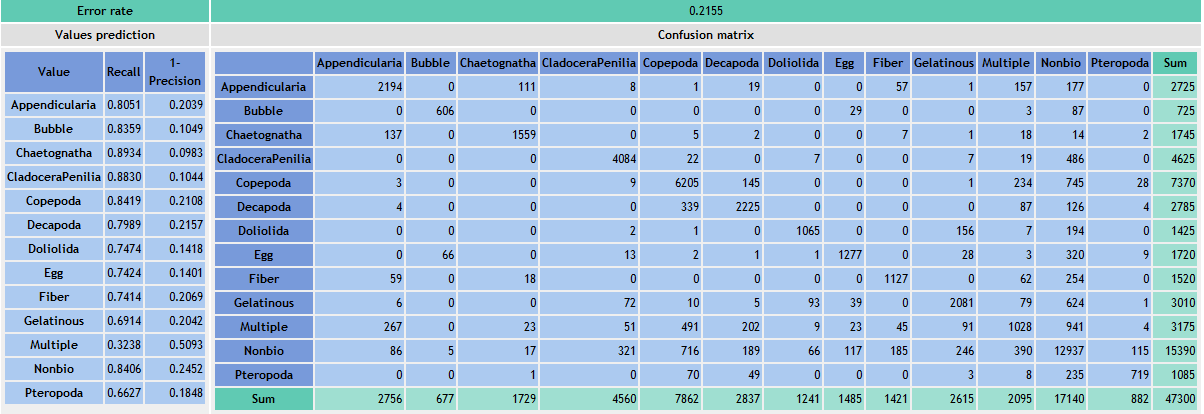 Error rate 0.2155
Values prediction Confusion matrix
Value Recall 1-Precision
Appendicularia 0.8051 0.2039
Bubble 0.8359 0.1049
Chaetognatha 0.8934 0.0983
CladoceraPenilia 0.8830 0.1044
Copepoda 0.8419 0.2108
Decapoda 0.7989 0.2157
Doliolida 0.7474 0.1418
Egg 0.7424 0.1401
Fiber 0.7414 0.2069
Gelatinous 0.6914 0.2042
Multiple 0.3238 0.5093
Nonbio 0.8406 0.2452
Pteropoda 0.6627 0.1848
Appendicularia Bubble Chaetognatha CladoceraPenilia Copepoda Decapoda Doliolida Egg Fiber Gelatinous Multiple Nonbio Pteropoda Sum
Appendicularia 2194 0 111 8 1 19 0 0 57 1 157 177 0 2725
Bubble 0 606 0 0 0 0 0 29 0 0 3 87 0 725
Chaetognatha 137 0 1559 0 5 2 0 0 7 1 18 14 2 1745
CladoceraPenilia 0 0 0 4084 22 0 7 0 0 7 19 486 0 4625
Copepoda 3 0 0 9 6205 145 0 0 0 1 234 745 28 7370
Decapoda 4 0 0 0 339 2225 0 0 0 0 87 126 4 2785
Doliolida 0 0 0 2 1 0 1065 0 0 156 7 194 0 1425
Egg 0 66 0 13 2 1 1 1277 0 28 3 320 9 1720
Fiber 59 0 18 0 0 0 0 0 1127 0 62 254 0 1520
Gelatinous 6 0 0 72 10 5 93 39 0 2081 79 624 1 3010
Multiple 267 0 23 51 491 202 9 23 45 91 1028 941 4 3175
Nonbio 86 5 17 321 716 189 66 117 185 246 390 12937 115 15390
Pteropoda 0 0 1 0 70 49 0 0 0 3 8 235 719 1085
Sum 2756 677 1729 4560 7862 2837 1241 1485 1421 2615 2095 17140 882 47300